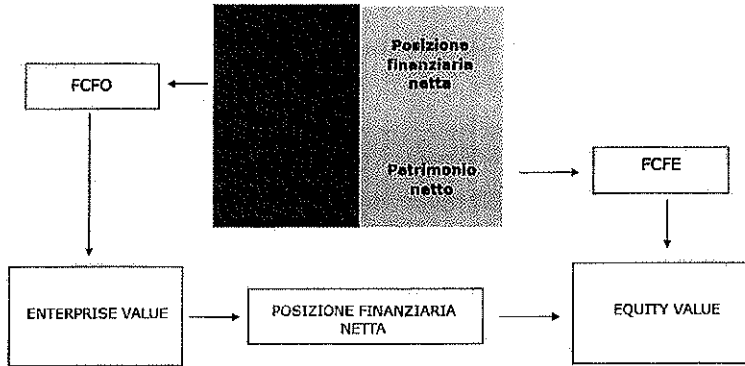 Posizione
finanziaria
netta
FCFO
Patrimonio
netto
FCFE
ENTERPRISE VALUE
POSIZIONE FINANZIARIA
NETTA
EQUITY VALUE